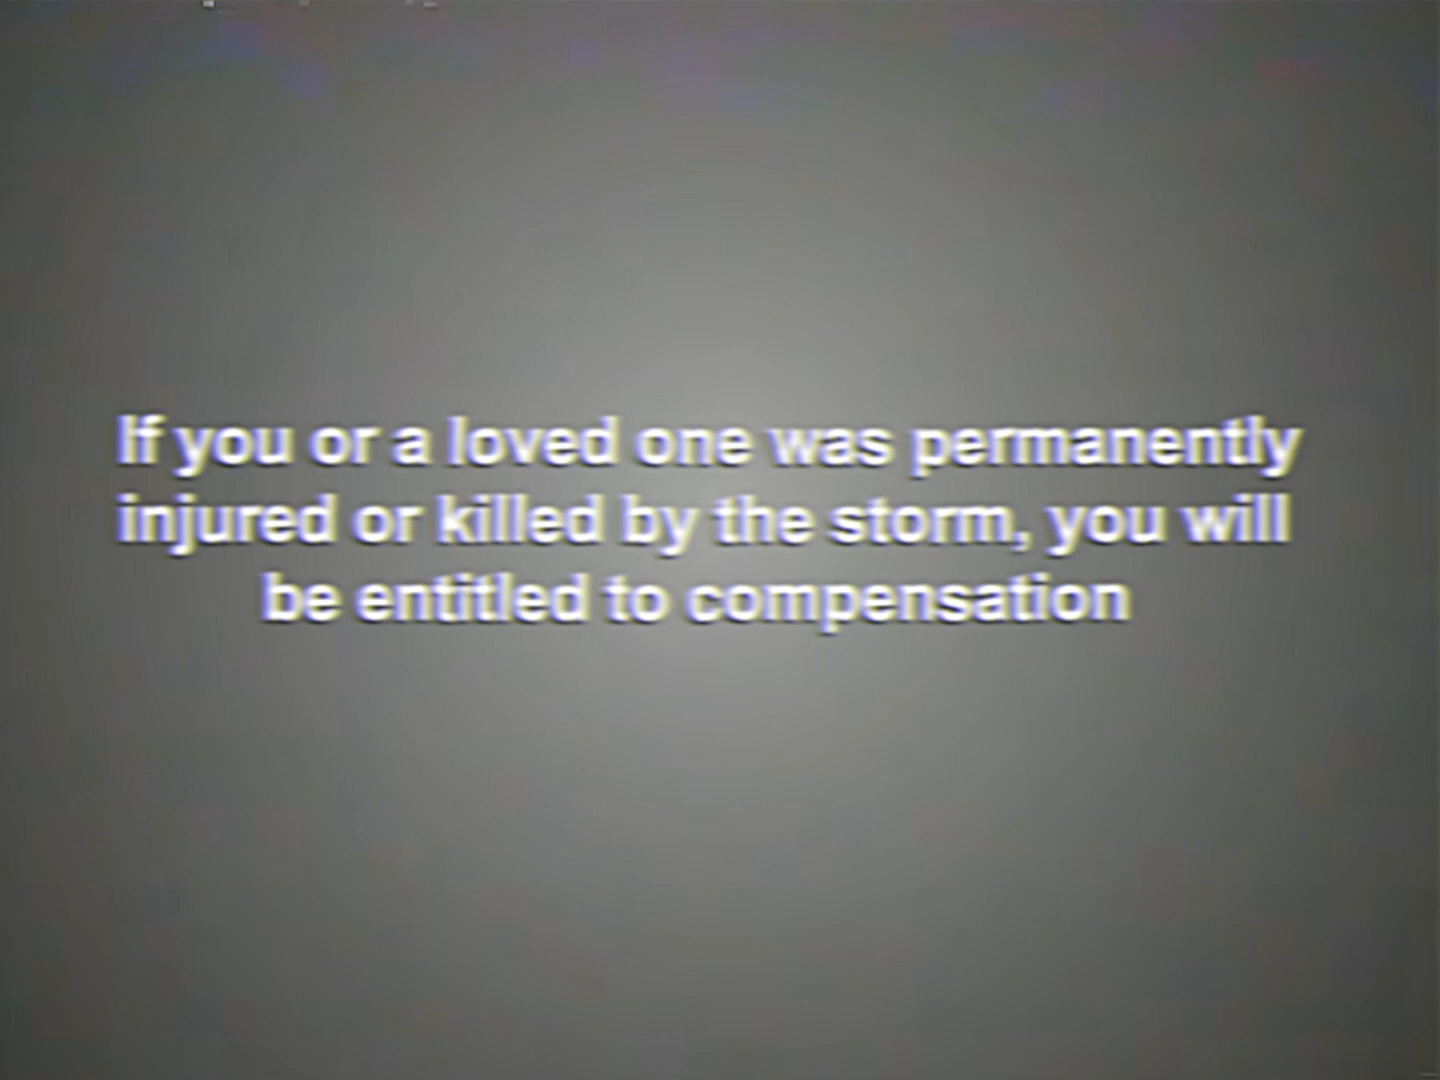 If you or a loved one was permanently
injured or killed by the storm, you will
be entitled to compensation